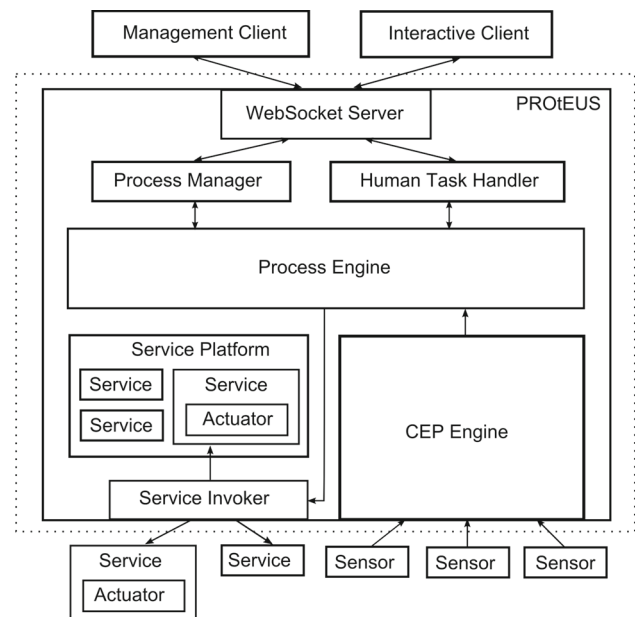 Management Client
Interactive Client
PROtEUS
WebSocket Server
Process Manager
Human Task Handler
Process Engine
Service Platform
Service
Service
Service
Actuator
CEP Engine
Service Invoker
Service
Actuator
Service
Sensor
Sensor
Sensor